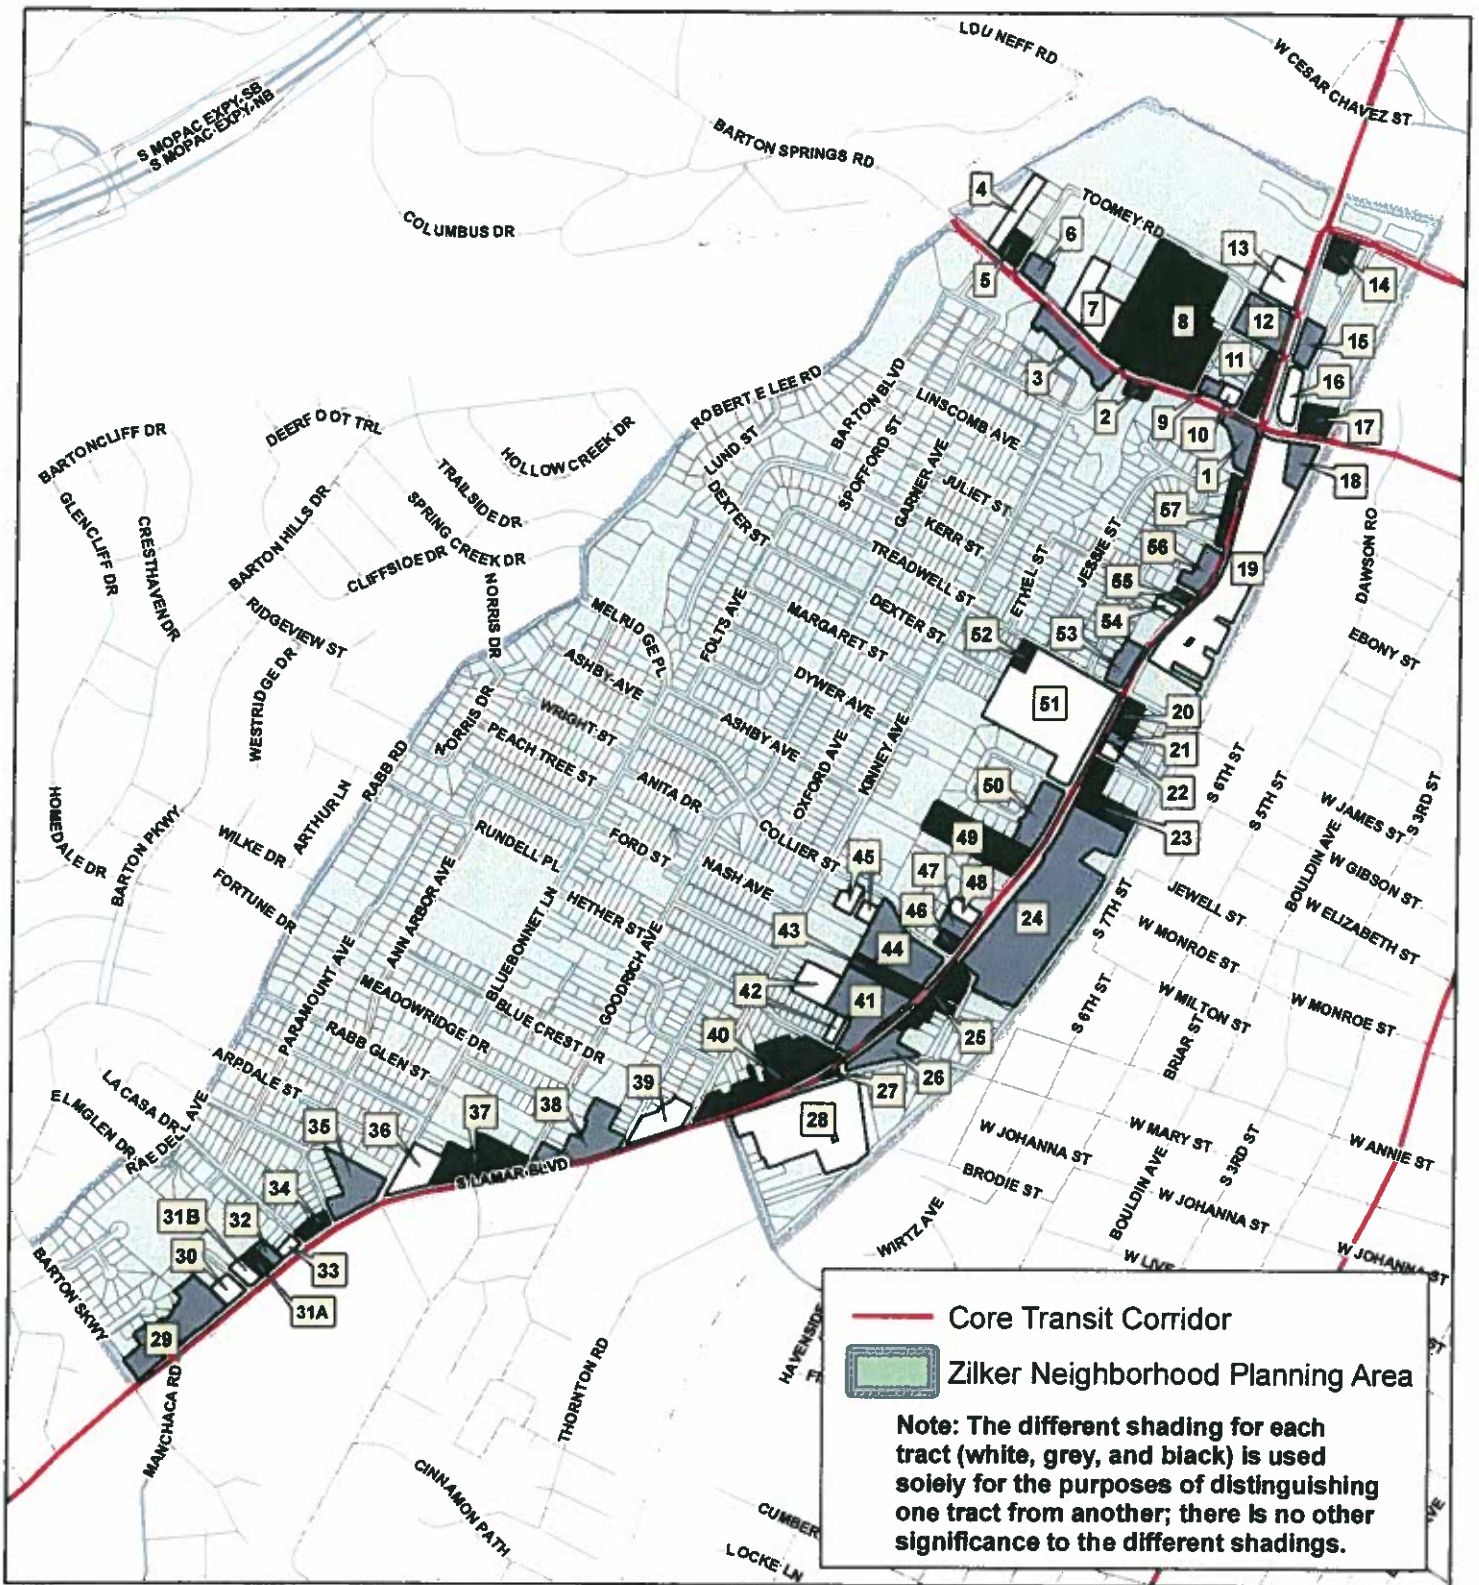 LOU NEFF RD
W CESAR CHAVEZ ST
S MOPAC EXPY-SB
S MOPAC EXPY-NB
BARTON SPRINGS RD
COLUMBUS DR
TOOMEY RD
4
6
13
5
14
7
8
12
15
11
3
16
2
9
10
17
1
18
ROBERT E LEE RD
BARTON BLVD
LINSCOMB AVE
LUND ST
SPOFFORD ST
GARNER AVE
JULIET ST
KERR ST
DEXTER ST
TREADWELL ST
ETHEL ST
JESSIE ST
57
56
55
19
54
53
52
DAWSON RD
EBONY ST
BARTONCLIFF DR
DEERFOOT TRL
HOLLOW CREEK DR
TRAILSIDE DR
SPRING CREEK DR
GLENCLIFF DR
CRESTHAVEN DR
BARTON HILLS DR
CLIFFSIDE DR
NORRIS DR
RIDGEVIEW ST
WESTRIDGE DR
MELRIDGE PL
FOLTS AVE
MARGARET ST
DEXTER ST
ASHBY AVE
DYWER AVE
51
20
21
22
23
NORRIS DR
WRIGHT ST
PEACH TREE ST
ASHBY AVE
OXFORD AVE
KINNEY AVE
ANITA DR
RABB RD
ARTHUR LN
HOMEDALE DR
BARTON PKWY
WILKE DR
FORTUNE DR
RUNDELL PL
FORD ST
COLLIER ST
NASH AVE
50
49
S 6TH ST
S 5TH ST
W JAMES ST
S 3RD ST
BOULDIN AVE
W GIBSON ST
W ELIZABETH ST
JEWELL ST
W MONROE ST
S 7TH ST
45
47
48
46
24
43
44
42
41
HETHER ST
ANN ARBOR AVE
BLUEBONNET LN
GOODRICH AVE
PARAMOUNT AVE
MEADOWRIDGE DR
BLUE CREST DR
RABB GLEN ST
ARPDALE ST
LA CASA DR
ELMGLEN DR
RAE DELL AVE
S 6TH ST
W MILTON ST
W MONROE ST
BRIAR ST
25
40
26
27
39
28
38
37
36
35
S LAMAR BLVD
34
31B
32
30
33
31A
29
BARTON SKWY
MANCHACA RD
THORNTON RD
CINNAMON PATH
W JOHANNA ST
W MARY ST
S 3RD ST
W ANNIE ST
BRODIE ST
BOULDIN AVE
W JOHANNA ST
WIRTZ AVE
W LIVE
W JOHANNA ST
ST
HAVENSIDE
CUMBER
LOCKE LN
Core Transit Corridor
Zilker Neighborhood Planning Area
Note: The different shading for each
tract (white, grey, and black) is used
solely for the purposes of distinguishing
one tract from another; there is no other
significance to the different shadings.